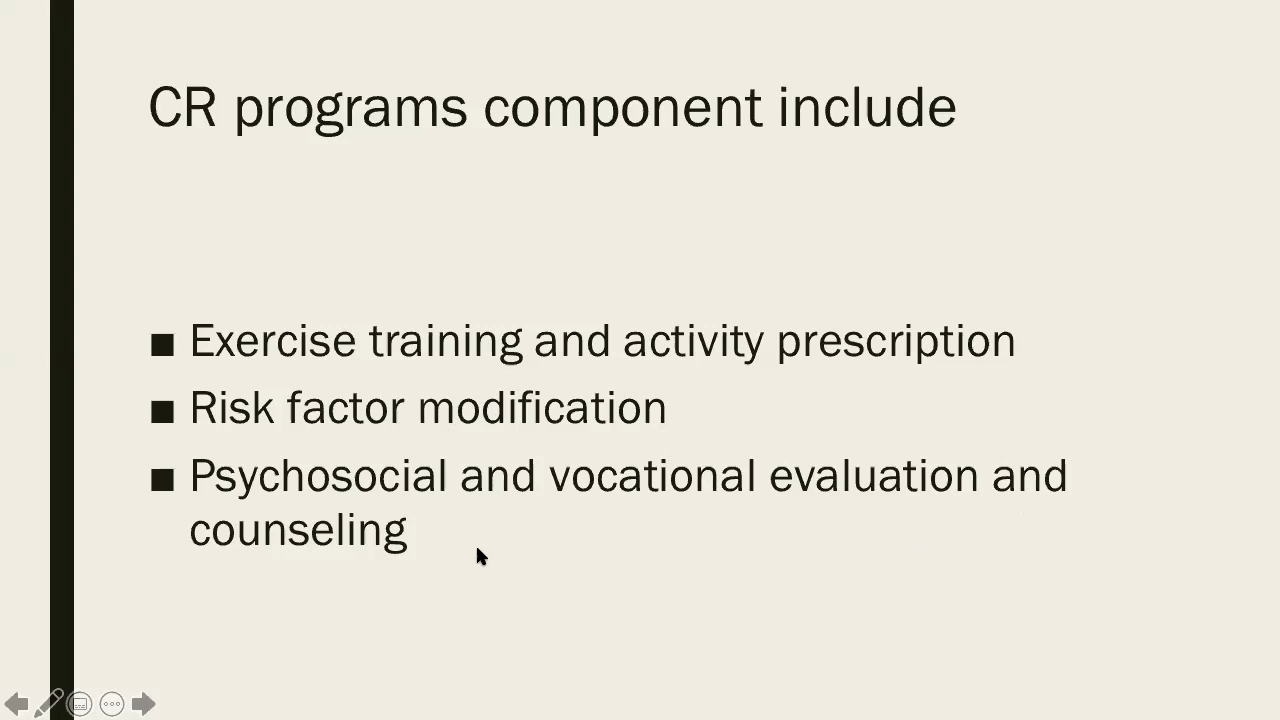 CR programs component include
■ Exercise training and activity prescription
■ Risk factor modification
■ Psychosocial and vocational evaluation and
counseling